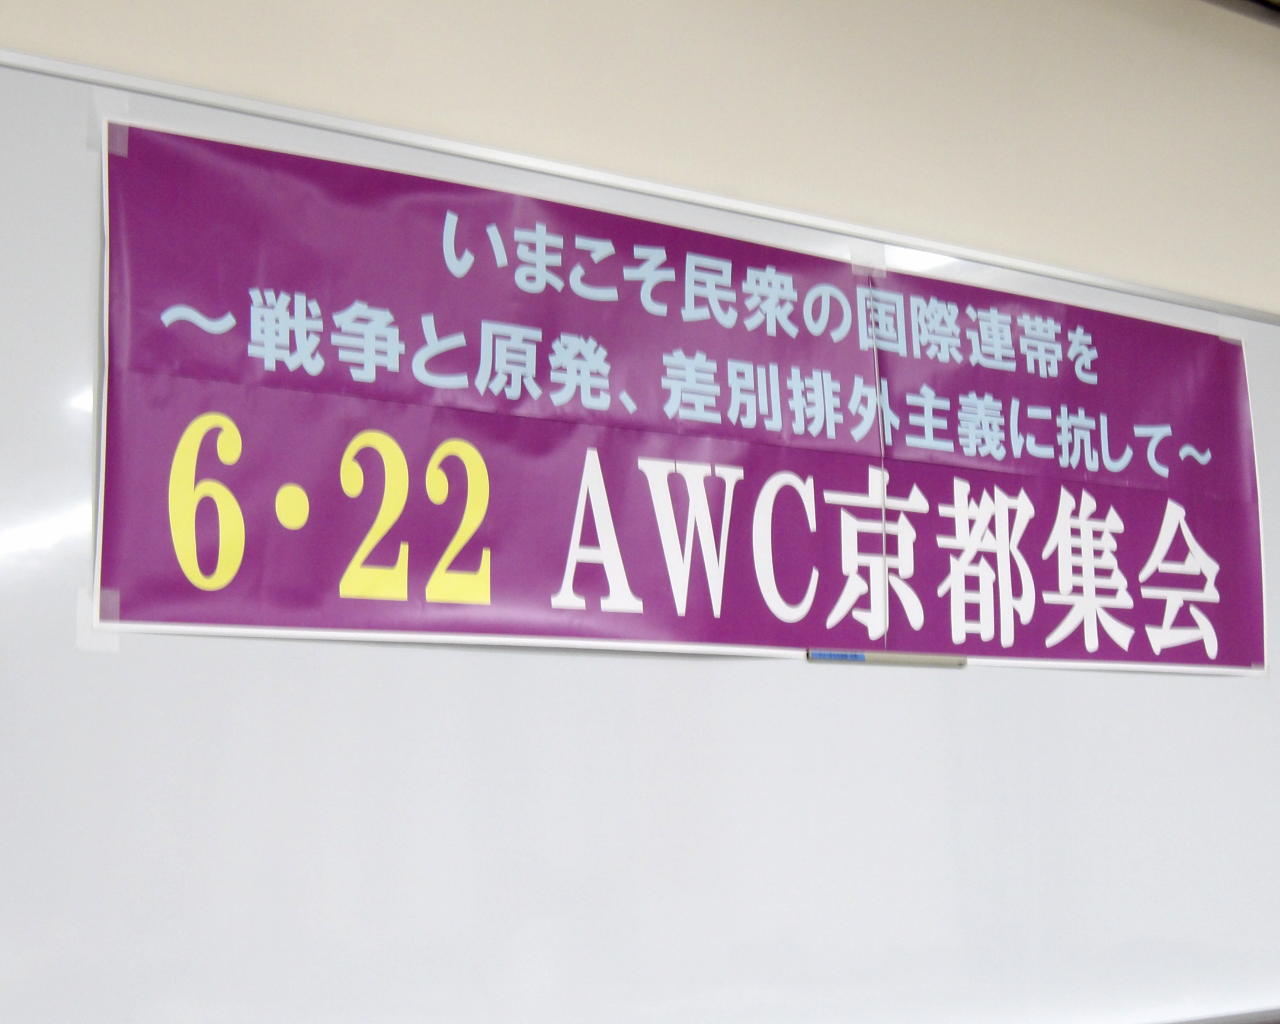 いまこそ民衆の国際連帯を
～戦争と原発、差別排外主義に抗して～
6・22 AWC京都集会